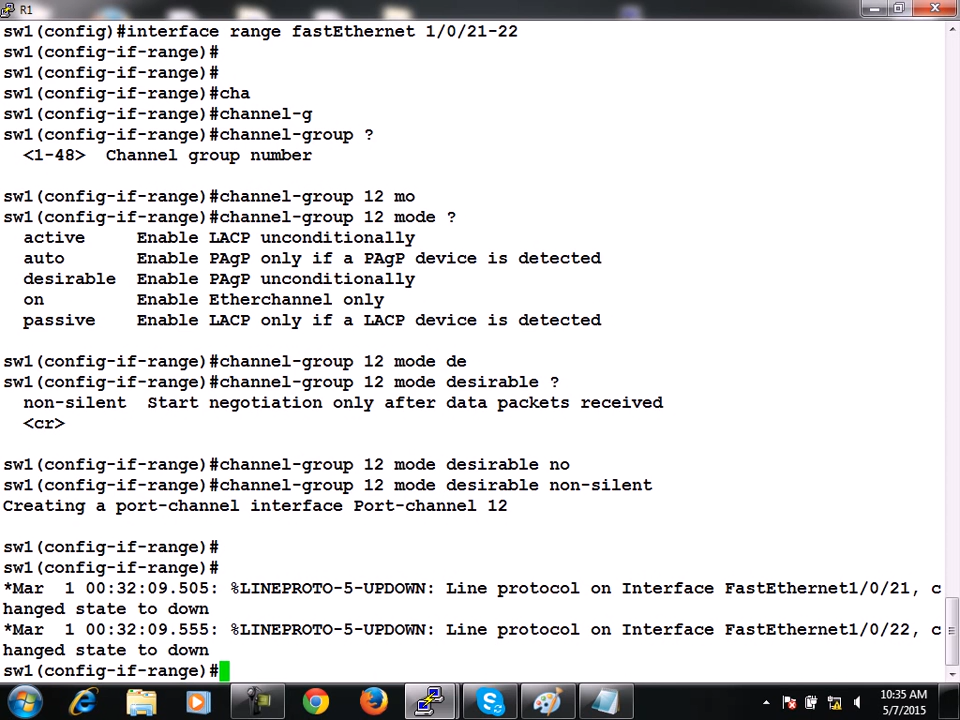 R1
sw1(config)#interface range fastEthernet 1/0/21-22
sw1(config-if-range)#
sw1(config-if-range)#
sw1(config-if-range)#cha
sw1(config-if-range)#channel-g
sw1(config-if-range)#channel-group ?
  <1-48>  Channel group number
sw1(config-if-range)#channel-group 12 mo
sw1(config-if-range)#channel-group 12 mode ?
  active     Enable LACP unconditionally
  auto       Enable PAgP only if a PAgP device is detected
  desirable  Enable PAgP unconditionally
  on         Enable Etherchannel only
  passive    Enable LACP only if a LACP device is detected
sw1(config-if-range)#channel-group 12 mode de
sw1(config-if-range)#channel-group 12 mode desirable ?
  non-silent  Start negotiation only after data packets received
  <cr>
sw1(config-if-range)#channel-group 12 mode desirable no
sw1(config-if-range)#channel-group 12 mode desirable non-silent
Creating a port-channel interface Port-channel 12
sw1(config-if-range)#
sw1(config-if-range)#
*Mar  1 00:32:09.505: %LINEPROTO-5-UPDOWN: Line protocol on Interface FastEthernet1/0/21, c
hanged state to down
*Mar  1 00:32:09.555: %LINEPROTO-5-UPDOWN: Line protocol on Interface FastEthernet1/0/22, c
hanged state to down
sw1(config-if-range)#
10:35 AM
5/7/2015